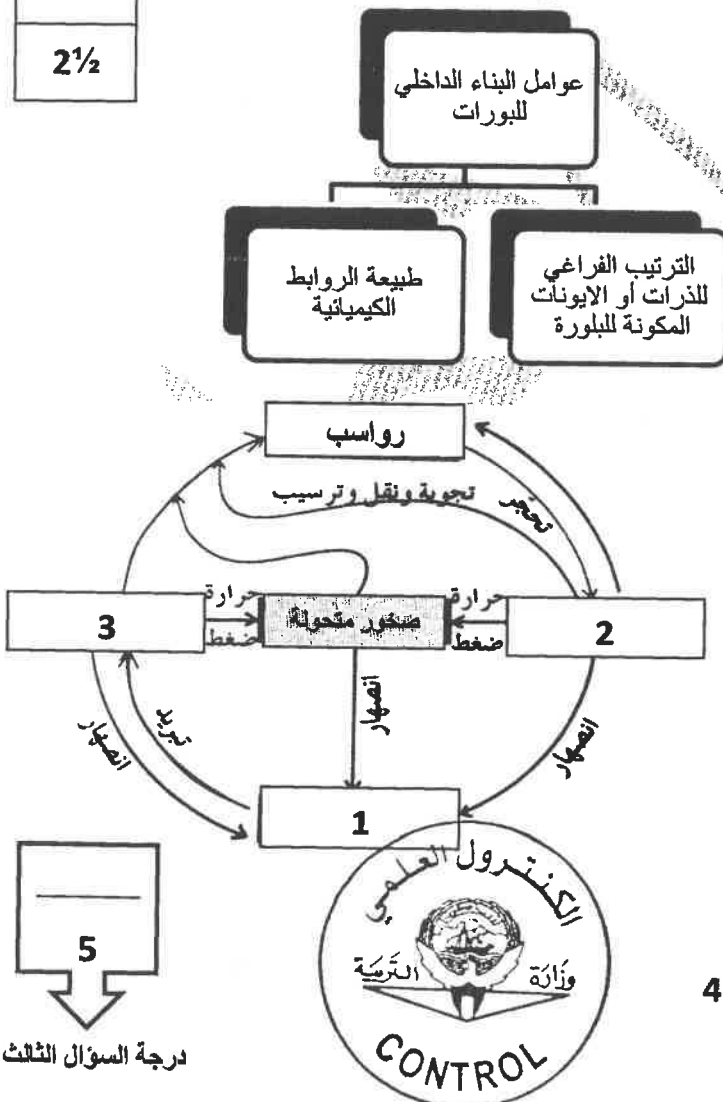 2½
عوامل البناء الداخلي
للبورات
الترتيب الفراغي
للذرات أو الايونات
المكونة للبلورة
طبيعة الروابط
الكيميائية
رواسب
تجوية ونقل وترسيب
تحجر
2
حرارة
ضغط
صخور متحولة
حرارة
ضغط
3
انصهار
انصهار
تبريد
انصهار
1
الكنترول العلمي
وزارة التربية
CONTROL
4
5
درجة السؤال الثالث